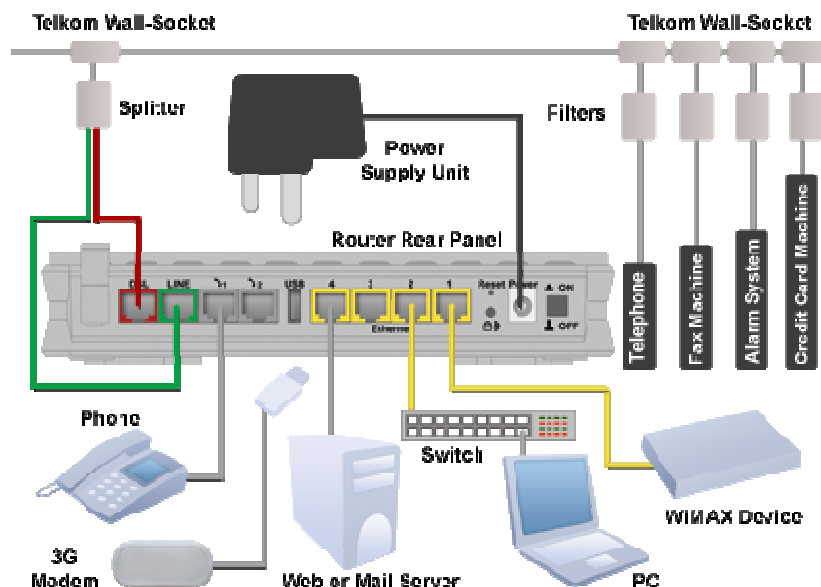 Telkom Wall-Socket
Telkom Wall-Socket
Splitter
Filters
Power
Supply Unit
Router Rear Panel
DSL LINE 1 2 USB 4 3 2 1 Reset Power ON
Ethernet
OFF
Telephone
Fax Machine
Alarm System
Credit Card Machine
Phone
Switch
WiMAX Device
3G
Modem
Web or Mail Server
PC